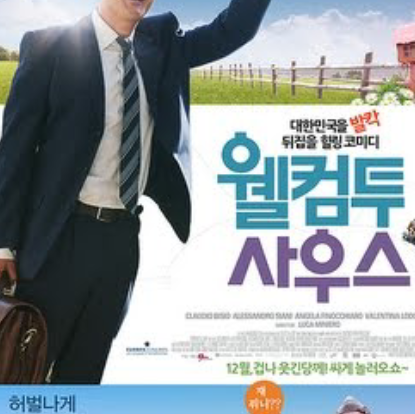 대한민국을 발칵
뒤집을 힐링 코미디
웰컴투
사우스
CLAUDIO BISIO ALESSANDRO SIANI ANGELA FINOCCHIARO VALENTINA LOD
DIRECTOR LUCA MINIERO
12월, 겁나 웃긴당께! 싸게 놀러오쇼~
허벌나게